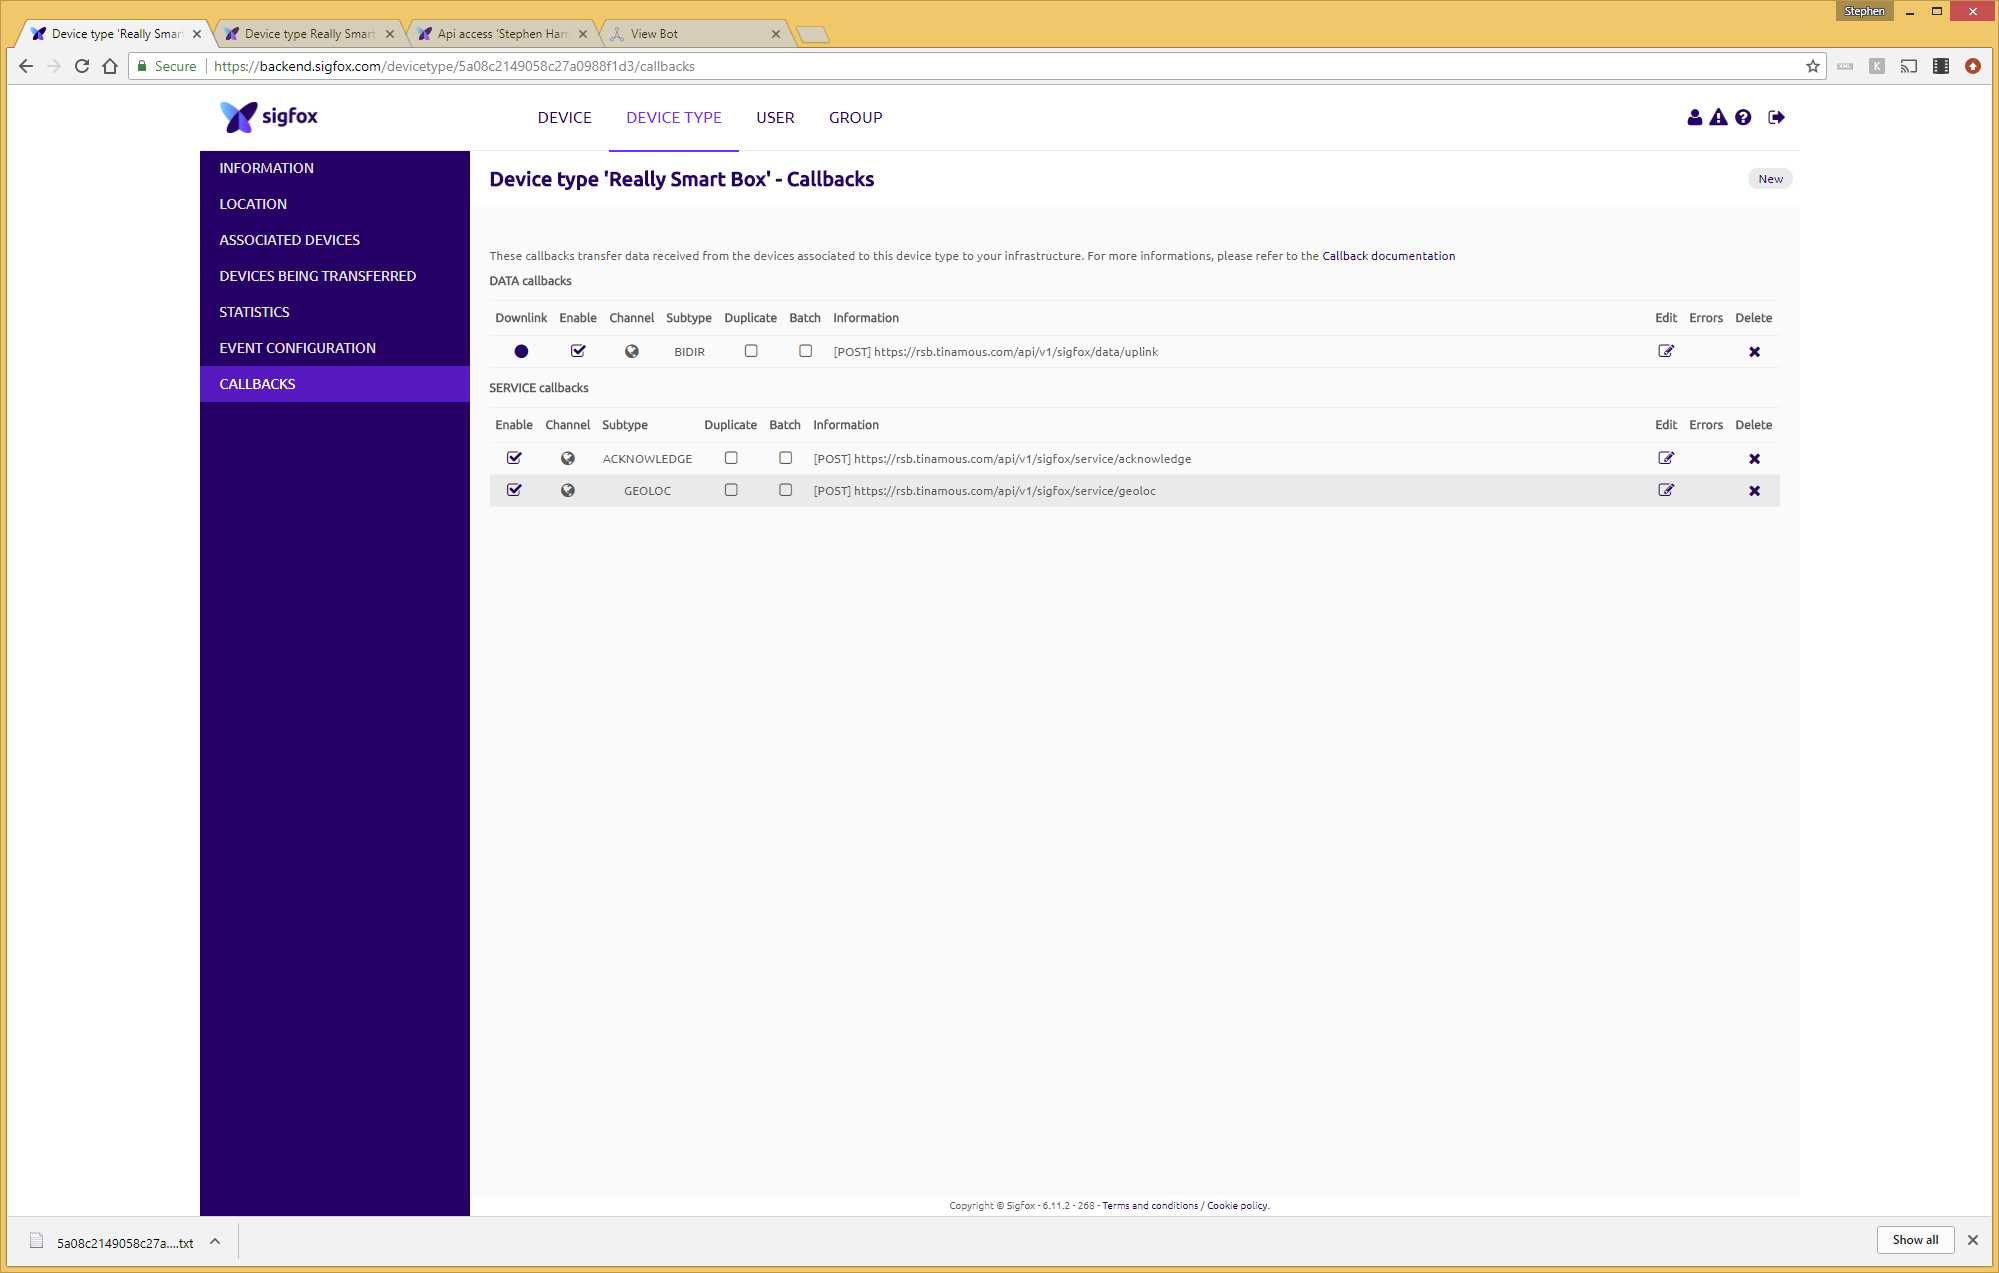 Stephen
Device type 'Really Smar
Device type Really Smart
Api access 'Stephen Harr
View Bot
Secure
https://backend.sigfox.com/devicetype/5a08c2149058c27a0988f1d3/callbacks
K
sigfox
DEVICE
DEVICE TYPE
USER
GROUP
INFORMATION
LOCATION
ASSOCIATED DEVICES
DEVICES BEING TRANSFERRED
STATISTICS
EVENT CONFIGURATION
CALLBACKS
Device type 'Really Smart Box' - Callbacks
New
These callbacks transfer data received from the devices associated to this device type to your infrastructure. For more informations, please refer to the Callback documentation
DATA callbacks
Downlink Enable Channel Subtype Duplicate Batch Information Edit Errors Delete
BIDIR [POST] https://rsb.tinamous.com/api/v1/sigfox/data/uplink
SERVICE callbacks
Enable Channel Subtype Duplicate Batch Information Edit Errors Delete
ACKNOWLEDGE [POST] https://rsb.tinamous.com/api/v1/sigfox/service/acknowledge
GEOLOC [POST] https://rsb.tinamous.com/api/v1/sigfox/service/geoloc
Copyright © Sigfox - 6.11.2 - 268 - Terms and conditions / Cookie policy.
5a08c2149058c27a....txt
Show all